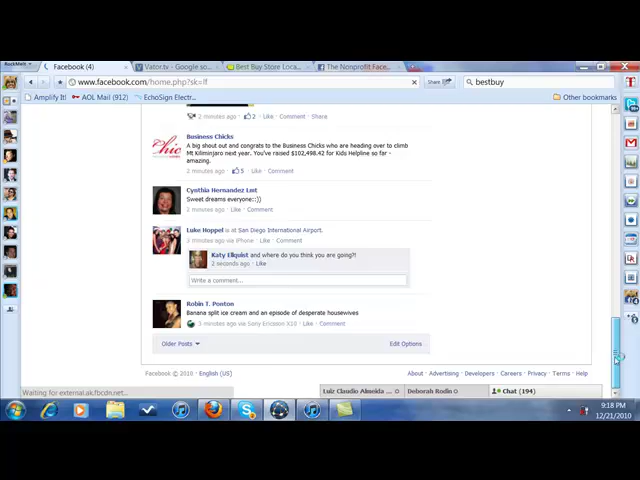 RockMelt
Facebook (4)
Vator.tv - Google so...
Best Buy Store Loca...
The Nonprofit Face...
www.facebook.com/home.php?sk=lf
Share
bestbuy
Amplify It!
AOL Mail (912)
EchoSign Electr...
Other bookmarks
2 minutes ago · 2 · Like · Comment · Share
Business Chicks
A big shout out and congrats to the Business Chicks who are heading over to climb
Mt Kiliminjaro next year. You've raised $102,498.42 for Kids Helpline so far -
amazing.
2 minutes ago · 5 · Like · Comment
Cynthia Hernandez Lmt
Sweet dreams everyone::))
2 minutes ago · Like · Comment
Luke Hoppel is at San Diego International Airport.
3 minutes ago via iPhone · Like · Comment
Katy Ellquist and where do you think you are going?!
2 seconds ago · Like
Write a comment...
Robin T. Ponton
Banana split ice cream and an episode of desperate housewives
3 minutes ago via Sony Ericsson X10 · Like · Comment
Older Posts
Edit Options
Facebook © 2010 · English (US)
About · Advertising · Developers · Careers · Privacy · Terms · Help
Waiting for external.ak.fbcdn.net...
Luiz Claudio Almeida ...
Deborah Rodin
Chat (194)
9:18 PM
12/21/2010